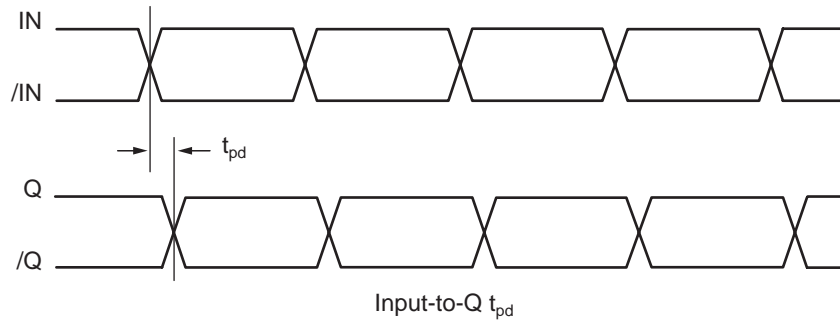 IN
/IN
tpd
Q
/Q
Input-to-Q tpd